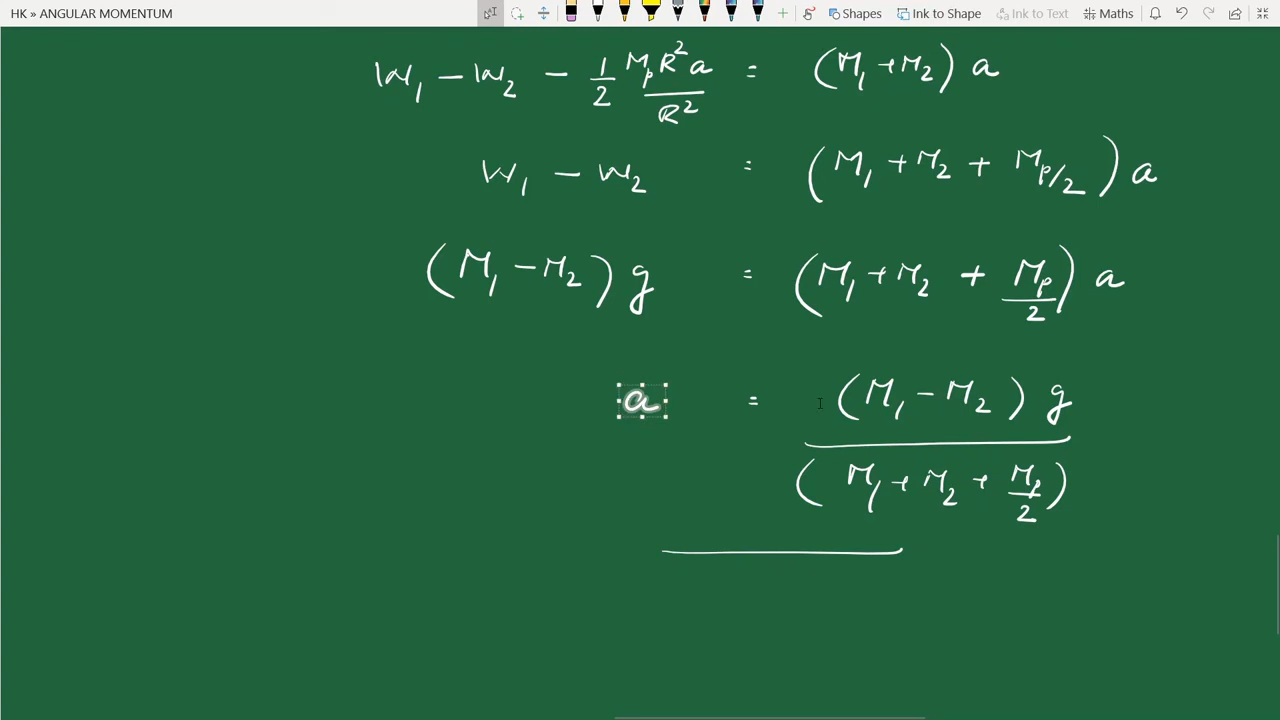 HK » ANGULAR MOMENTUM Shapes Ink to Shape Ink to Text Maths
W₁ - W₂ - 1/2 MₚR²a/R² = (M₁ + M₂) a
W₁ - W₂ = (M₁ + M₂ + Mₚ/2) a
(M₁ - M₂) g = (M₁ + M₂ + Mₚ/2) a
a = (M₁ - M₂) g
(M₁ + M₂ + Mₚ/2)